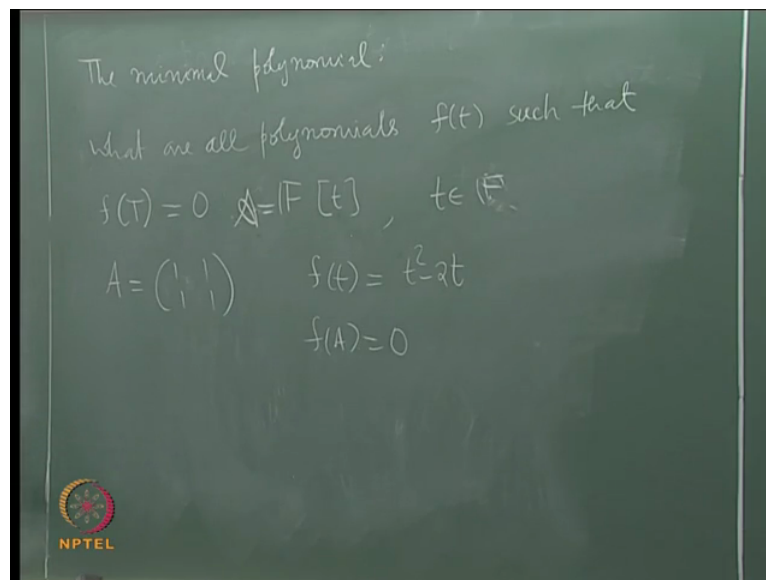 The minimal polynomial:
What are all polynomials f(t) such that
f(T) = 0 𝔽[t], t∈ 𝔽
A = (1 1
1 1) f(t) = t²-2t
f(A) = 0
NPTEL